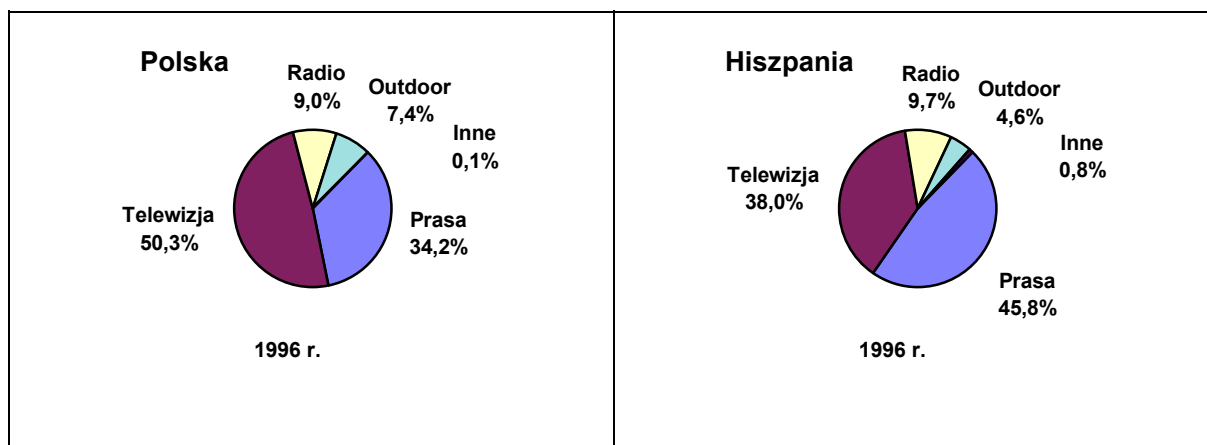 Polska
Radio
9,0%
Outdoor
7,4%
Inne
0,1%
Telewizja
50,3%
Prasa
34,2%
1996 r.
Hiszpania
Radio
9,7%
Outdoor
4,6%
Inne
0,8%
Telewizja
38,0%
Prasa
45,8%
1996 r.